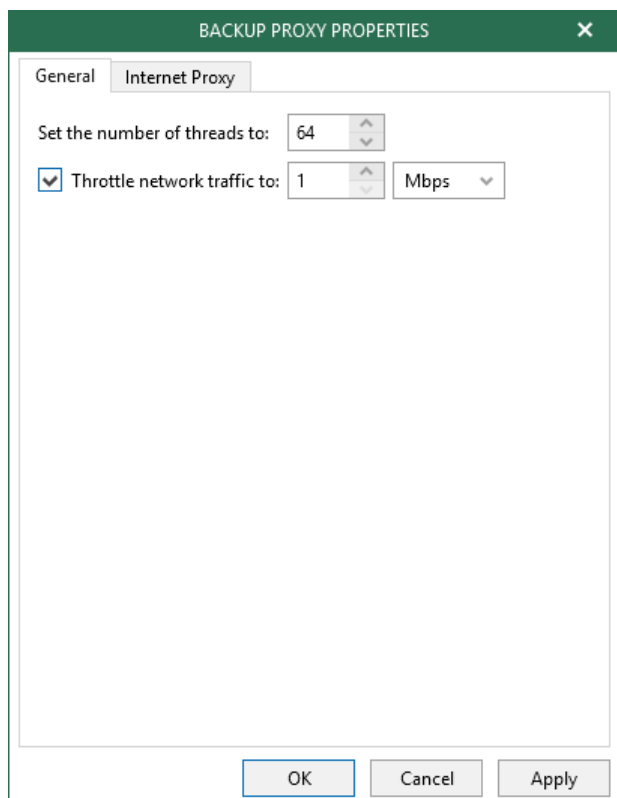 BACKUP PROXY PROPERTIES
General Internet Proxy
Set the number of threads to: 64
Throttle network traffic to: 1 Mbps
OK Cancel Apply